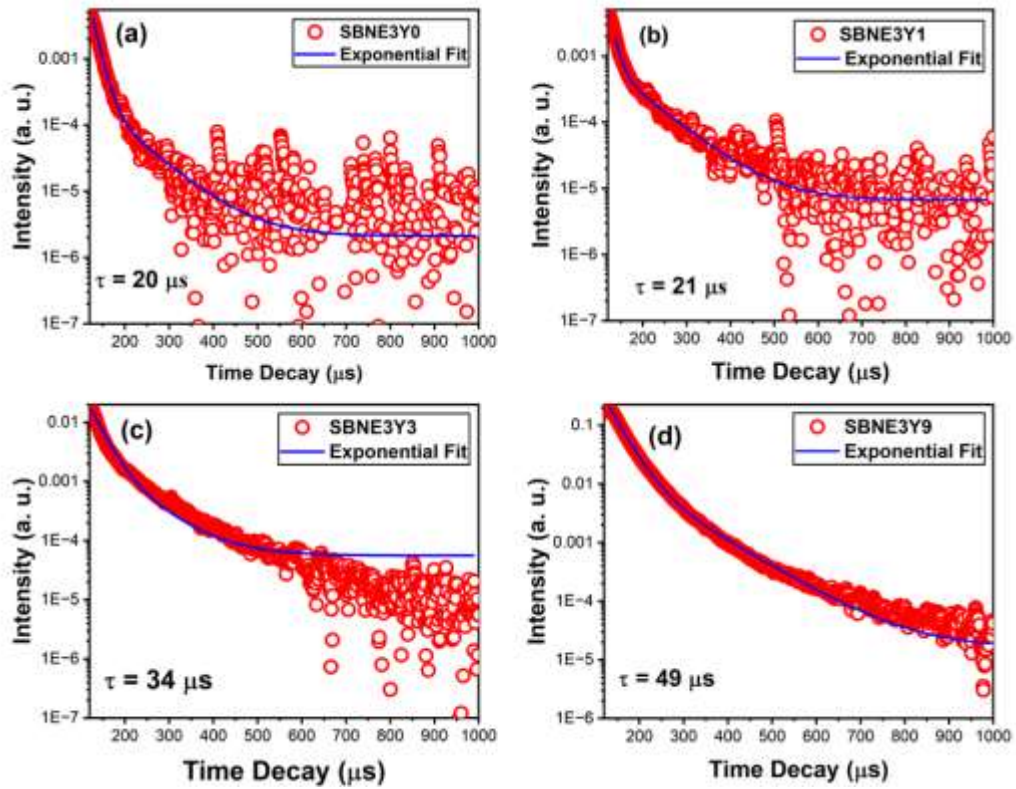 (a)
SBNE3Y0
Exponential Fit
Intensity (a. u.)
0.001
1E-4
1E-5
1E-6
1E-7
τ = 20 μs
200 300 400 500 600 700 800 900 1000
Time Decay (μs)
(b)
SBNE3Y1
Exponential Fit
Intensity (a. u.)
0.001
1E-4
1E-5
1E-6
1E-7
τ = 21 μs
200 300 400 500 600 700 800 900 1000
Time Decay (μs)
(c)
SBNE3Y3
Exponential Fit
Intensity (a. u.)
0.01
0.001
1E-4
1E-5
1E-6
1E-7
τ = 34 μs
200 300 400 500 600 700 800 900 1000
Time Decay (μs)
(d)
SBNE3Y9
Exponential Fit
Intensity (a. u.)
0.1
0.01
0.001
1E-4
1E-5
1E-6
τ = 49 μs
200 300 400 500 600 700 800 900 1000
Time Decay (μs)